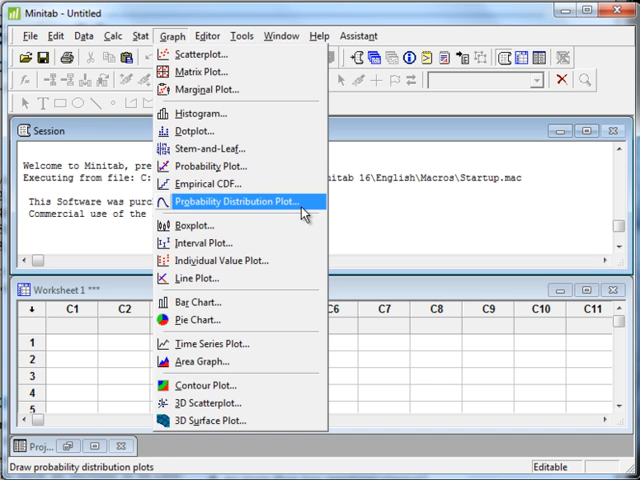 Minitab - Untitled
File Edit Data Calc Stat Graph Editor Tools Window Help Assistant
Scatterplot...
Matrix Plot...
Marginal Plot...
Histogram...
Dotplot...
Stem-and-Leaf...
Probability Plot...
Empirical CDF...
Probability Distribution Plot...
Boxplot...
Interval Plot...
Individual Value Plot...
Line Plot...
Bar Chart...
Pie Chart...
Time Series Plot...
Area Graph...
Contour Plot...
3D Scatterplot...
3D Surface Plot...
Session
Welcome to Minitab, pre
Executing from file: C: itab 16\English\Macros\Startup.mac
This Software was purc
Commercial use of the
Worksheet 1 ***
C1 C2 C6 C7 C8 C9 C10 C11
1
2
3
4
5
Proj...
Draw probability distribution plots Editable